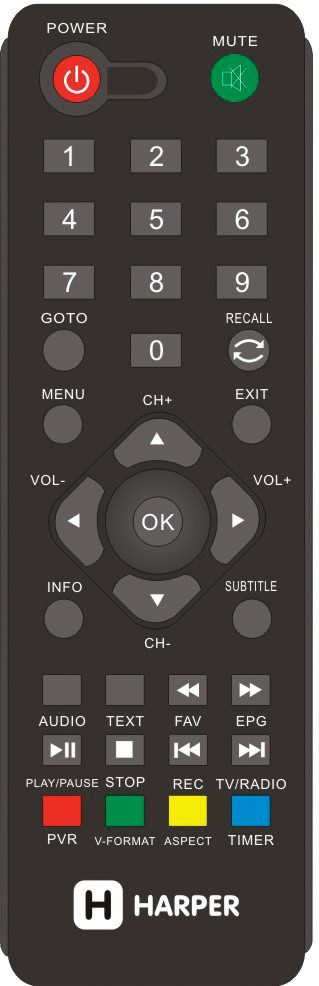 POWER
MUTE
1 2 3
4 5 6
7 8 9
GOTO RECALL
0
MENU CH+ EXIT
VOL- VOL+
OK
INFO SUBTITLE
CH-
AUDIO TEXT FAV EPG
PLAY/PAUSE STOP REC TV/RADIO
PVR V-FORMAT ASPECT TIMER
H HARPER